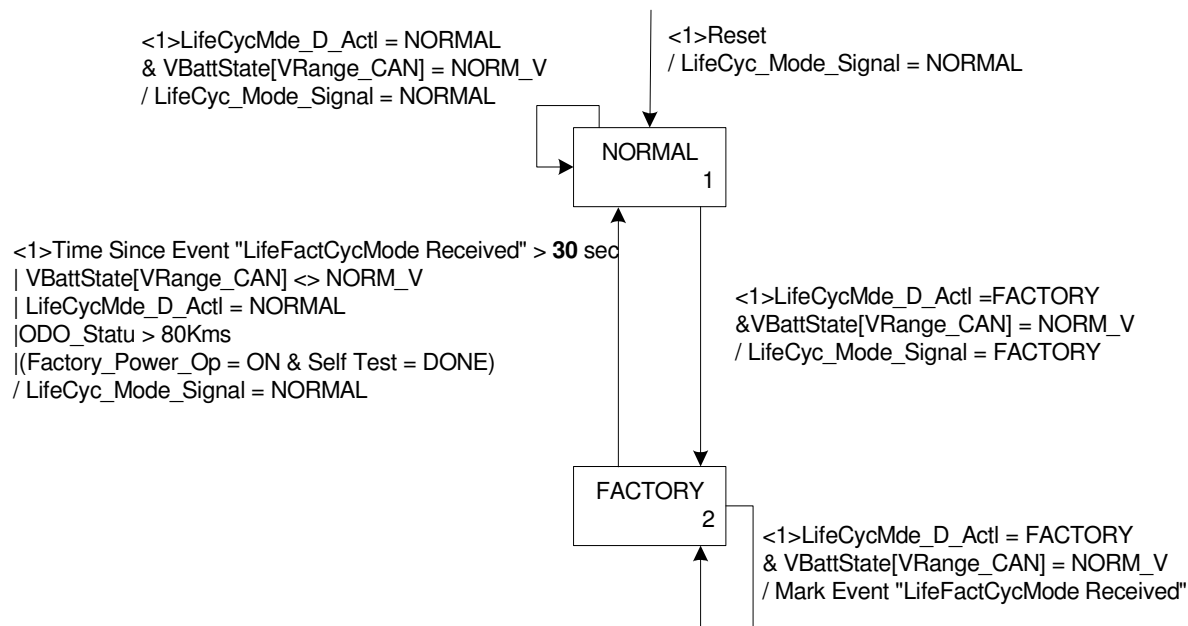 <1>LifeCycMde_D_Actl = NORMAL
& VBattState[VRange_CAN] = NORM_V
/ LifeCyc_Mode_Signal = NORMAL
<1>Reset
/ LifeCyc_Mode_Signal = NORMAL
NORMAL
1
<1>Time Since Event "LifeFactCycMode Received" > 30 sec
| VBattState[VRange_CAN] <> NORM_V
| LifeCycMde_D_Actl = NORMAL
|ODO_Statu > 80Kms
|(Factory_Power_Op = ON & Self Test = DONE)
/ LifeCyc_Mode_Signal = NORMAL
<1>LifeCycMde_D_Actl =FACTORY
&VBattState[VRange_CAN] = NORM_V
/ LifeCyc_Mode_Signal = FACTORY
FACTORY
2
<1>LifeCycMde_D_Actl = FACTORY
& VBattState[VRange_CAN] = NORM_V
/ Mark Event "LifeFactCycMode Received"